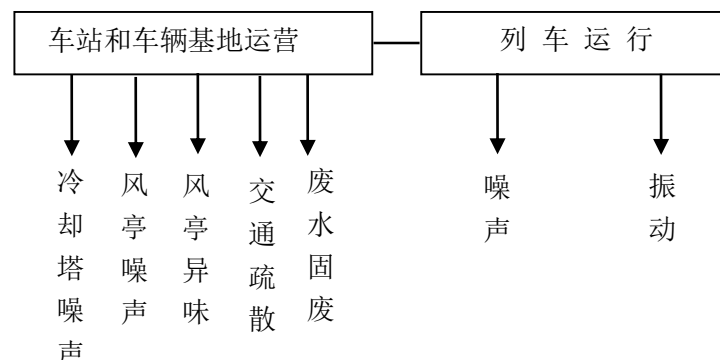 车站和车辆基地运营
列车运行
冷却塔噪声
风亭噪声
风亭异味
交通疏散
废水固废
噪声
振动